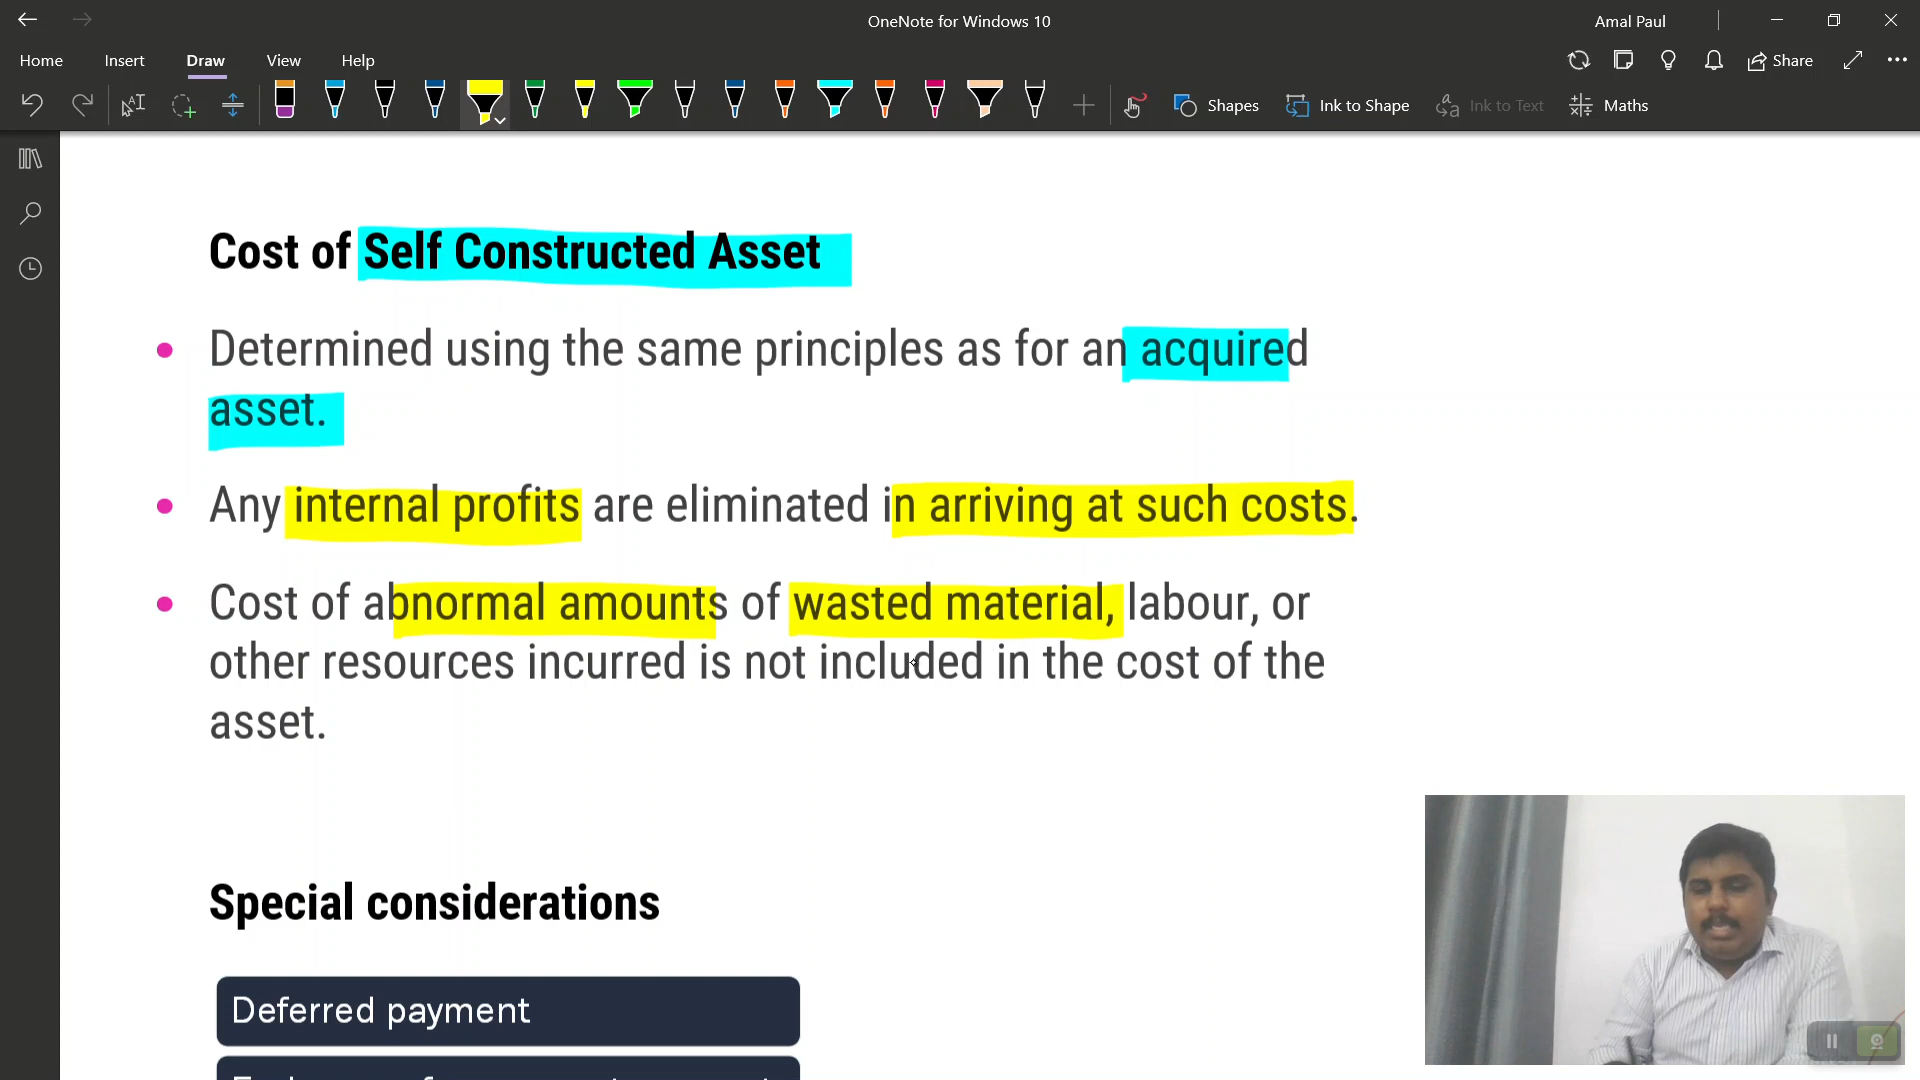 OneNote for Windows 10
Amal Paul
Home Insert Draw View Help
Share
Shapes Ink to Shape Ink to Text Maths
Cost of Self Constructed Asset
Determined using the same principles as for an acquired
asset.
Any internal profits are eliminated in arriving at such costs.
Cost of abnormal amounts of wasted material, labour, or
other resources incurred is not included in the cost of the
asset.
Special considerations
Deferred payment